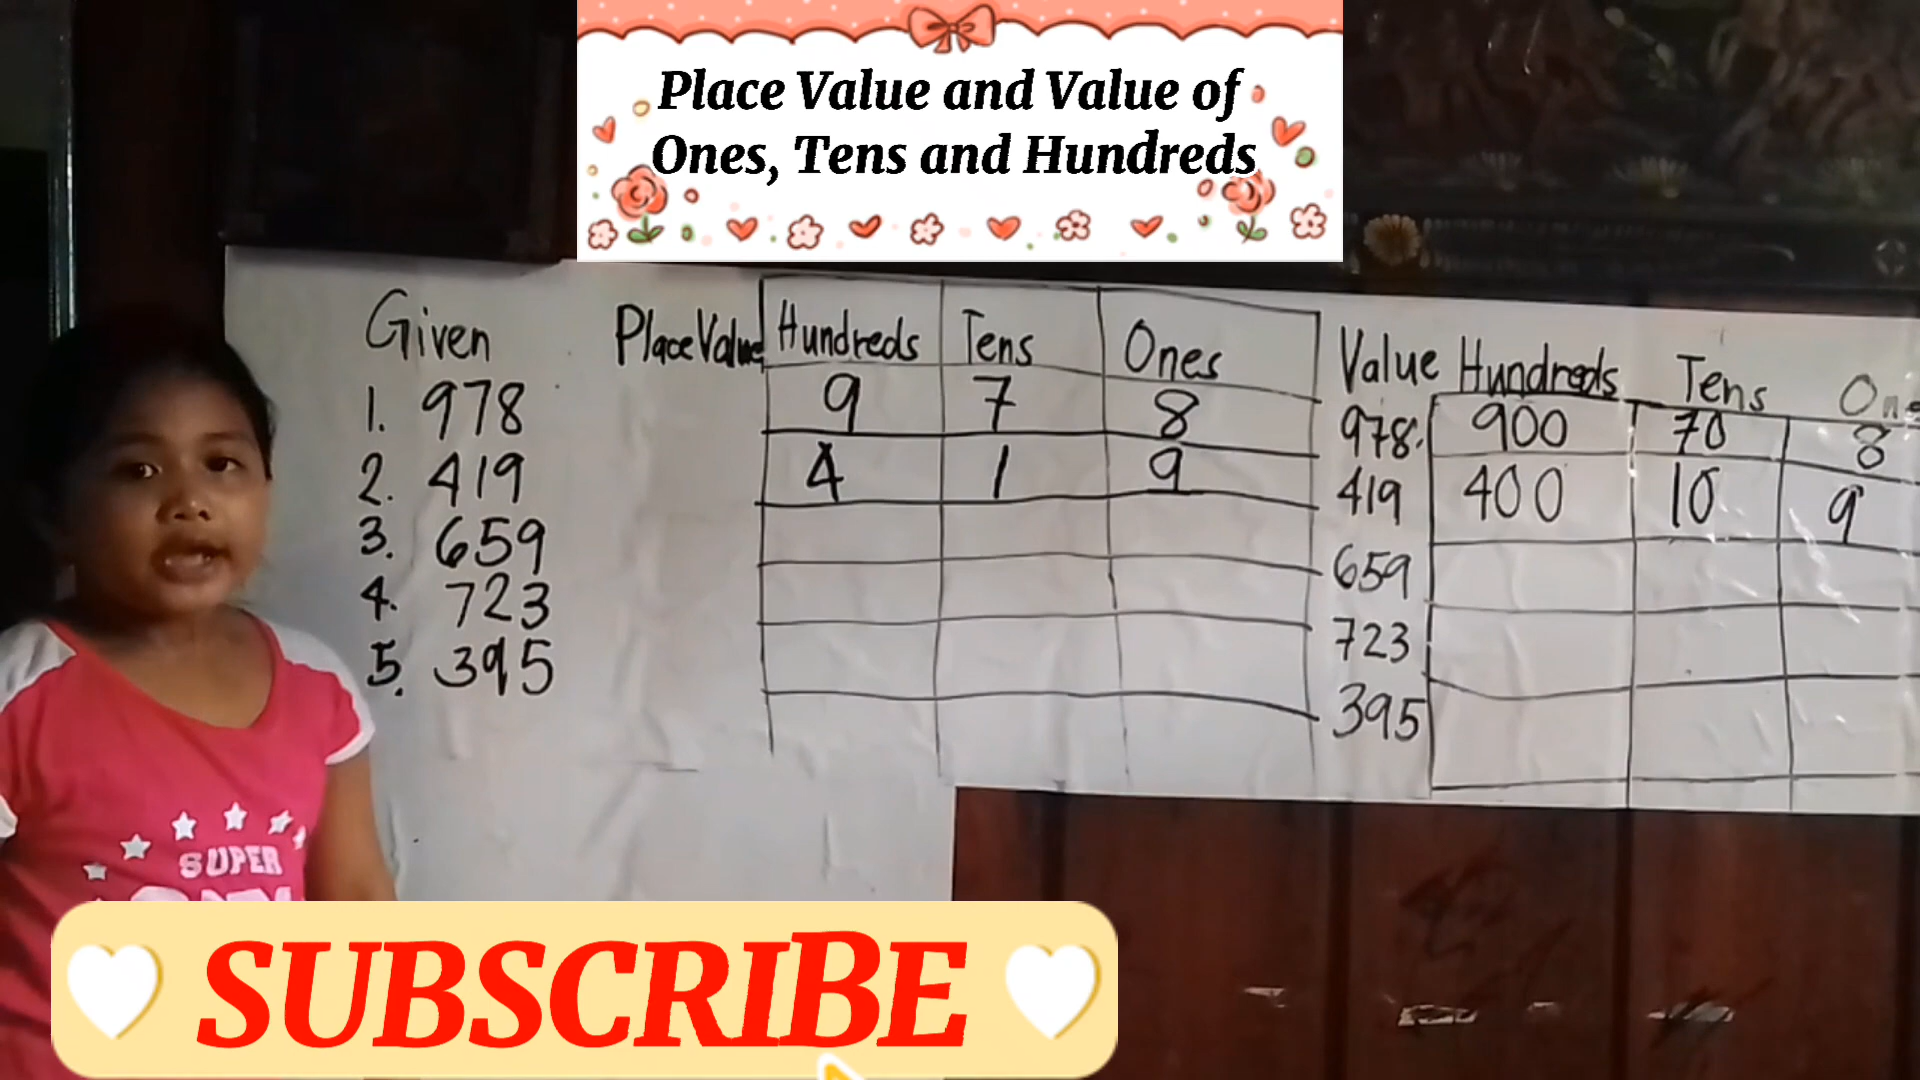 Place Value and Value of
Ones, Tens and Hundreds
Given
1. 978
2. 419
3. 659
4. 723
5. 395
Place Value Hundreds Tens Ones
9 7 8
4 1 9
Value Hundreds Tens
978 900 70 8
419 400 10 9
659
723
395
SUPER
SUBSCRIBE